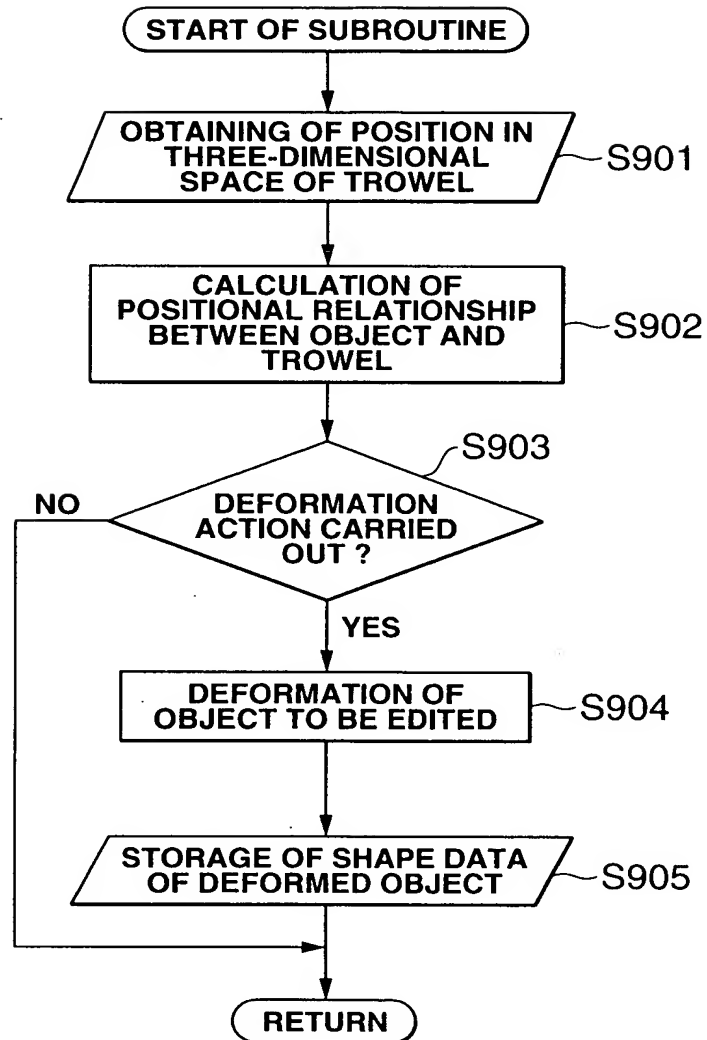 START OF SUBROUTINE
OBTAINING OF POSITION IN
THREE-DIMENSIONAL
SPACE OF TROWEL
S901
CALCULATION OF
POSITIONAL RELATIONSHIP
BETWEEN OBJECT AND
TROWEL
S902
S903
NO
DEFORMATION
ACTION CARRIED
OUT ?
YES
DEFORMATION OF
OBJECT TO BE EDITED
S904
STORAGE OF SHAPE DATA
OF DEFORMED OBJECT
S905
RETURN